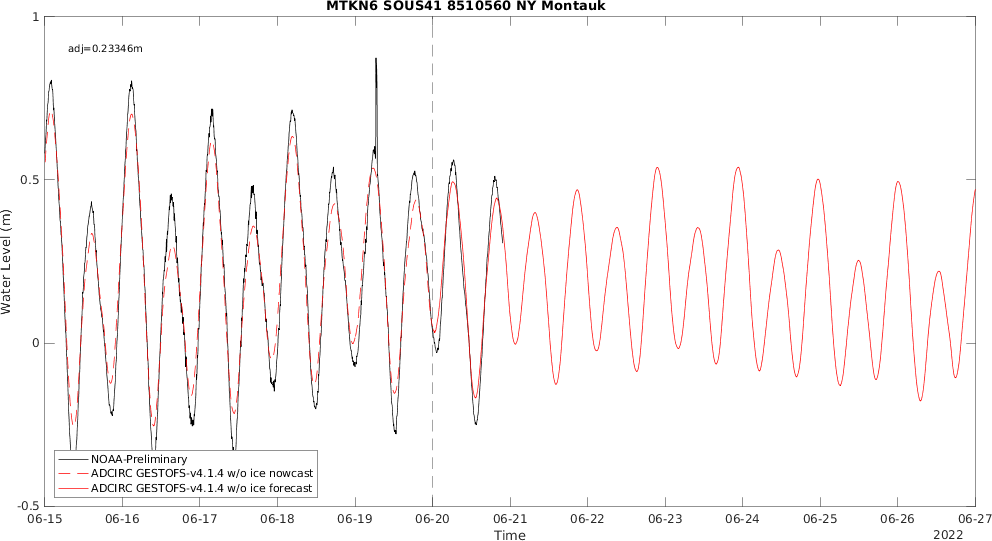 MTKN6 SOUS41 8510560 NY Montauk
adj=0.23346m
Water Level (m)
1
0.5
0
-0.5
NOAA-Preliminary
ADCIRC GESTOFS-v4.1.4 w/o ice nowcast
ADCIRC GESTOFS-v4.1.4 w/o ice forecast
06-15 06-16 06-17 06-18 06-19 06-20 06-21 06-22 06-23 06-24 06-25 06-26 06-27
Time
2022